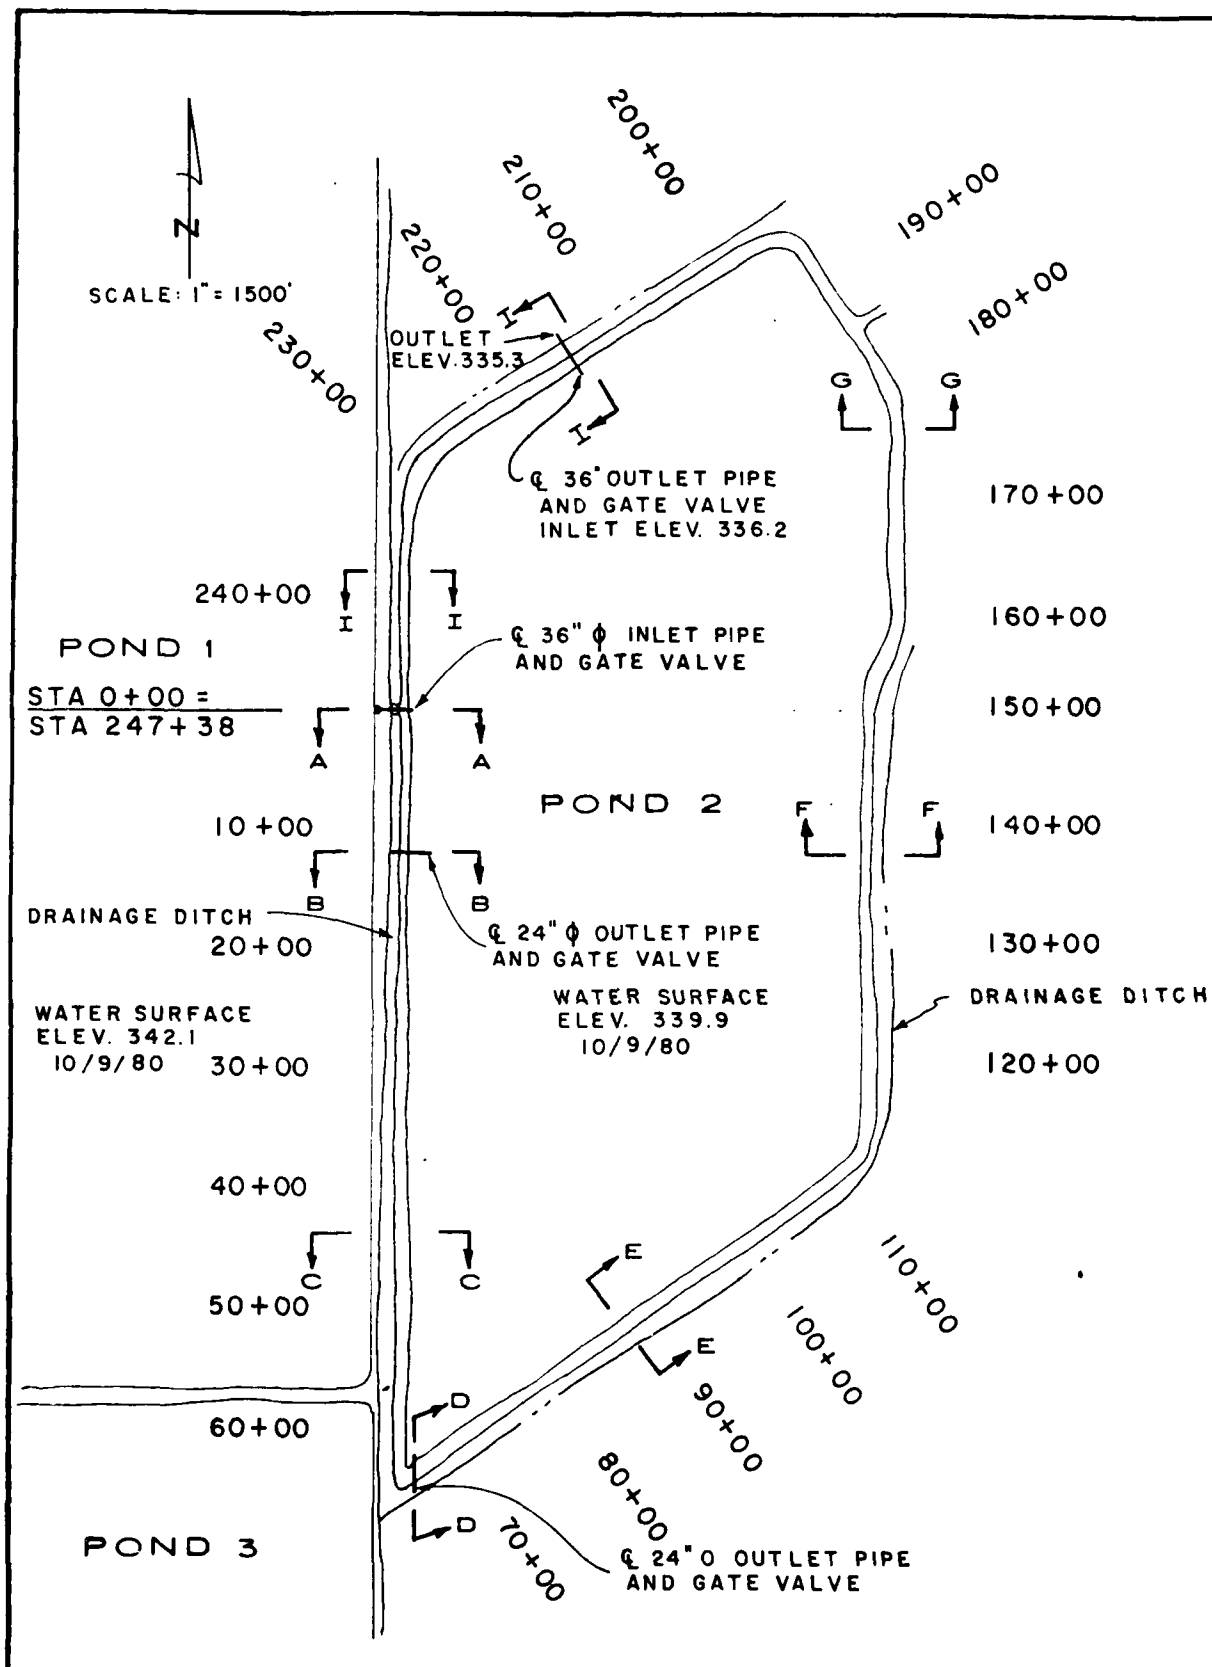 200+00
210+00
190+00
220+00
N
180+00
SCALE: 1" = 1500'
230+00
I
OUTLET
ELEV. 335.3
G
G
I
℄ 36" OUTLET PIPE
AND GATE VALVE
INLET ELEV. 336.2
170+00
240+00
I
I
160+00
POND 1
℄ 36" ϕ INLET PIPE
AND GATE VALVE
STA 0+00 =
STA 247+38
150+00
A
A
POND 2
F
F
10+00
140+00
B
B
DRAINAGE DITCH
20+00
℄ 24" ϕ OUTLET PIPE
AND GATE VALVE
130+00
WATER SURFACE
ELEV. 342.1
10/9/80
WATER SURFACE
ELEV. 339.9
10/9/80
DRAINAGE DITCH
30+00
120+00
40+00
C
C
E
110+00
50+00
100+00
E
60+00
D
90+00
80+00
D
70+00
POND 3
℄ 24" O OUTLET PIPE
AND GATE VALVE